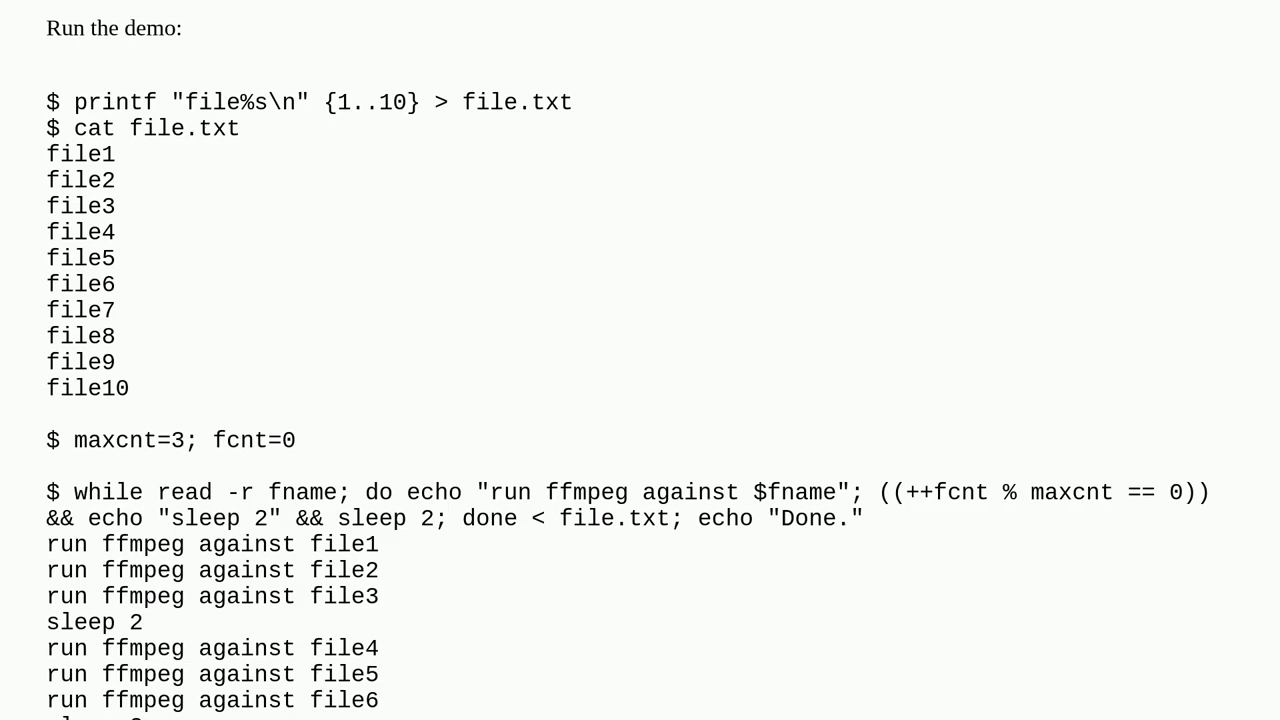 Run the demo:
$ printf "file%s\n" {1..10} > file.txt
$ cat file.txt
file1
file2
file3
file4
file5
file6
file7
file8
file9
file10
$ maxcnt=3; fcnt=0
$ while read -r fname; do echo "run ffmpeg against $fname"; ((++fcnt % maxcnt == 0))
&& echo "sleep 2" && sleep 2; done < file.txt; echo "Done."
run ffmpeg against file1
run ffmpeg against file2
run ffmpeg against file3
sleep 2
run ffmpeg against file4
run ffmpeg against file5
run ffmpeg against file6